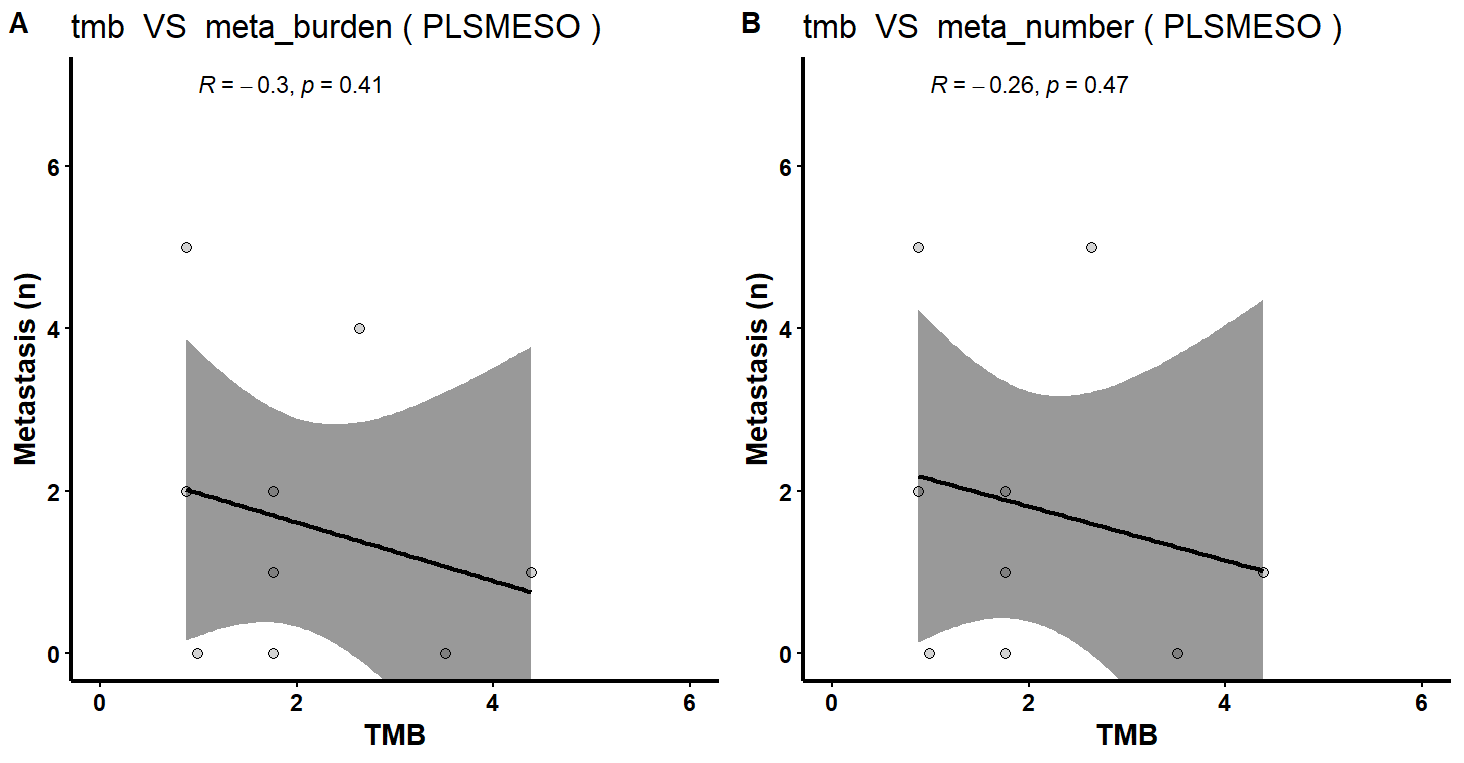 A tmb VS meta_burden ( PLSMESO )
R = − 0.3, p = 0.41
6
4
2
0
Metastasis (n)
0 2 4 6
TMB
B tmb VS meta_number ( PLSMESO )
R = − 0.26, p = 0.47
6
4
2
0
Metastasis (n)
0 2 4 6
TMB